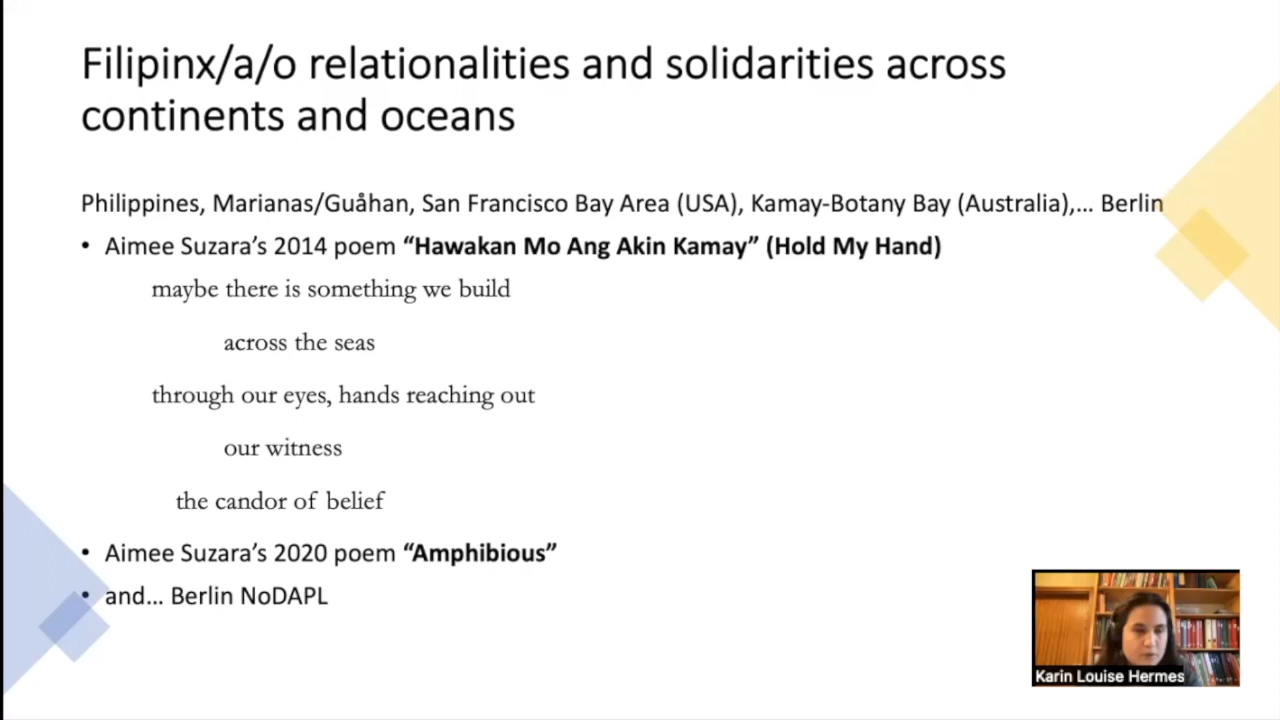 Filipinx/a/o relationalities and solidarities across
continents and oceans
Philippines, Marianas/Guåhan, San Francisco Bay Area (USA), Kamay-Botany Bay (Australia),... Berlin
• Aimee Suzara’s 2014 poem “Hawakan Mo Ang Akin Kamay” (Hold My Hand)
maybe there is something we build
across the seas
through our eyes, hands reaching out
our witness
the candor of belief
• Aimee Suzara’s 2020 poem “Amphibious”
• and... Berlin NoDAPL
Karin Louise Hermes